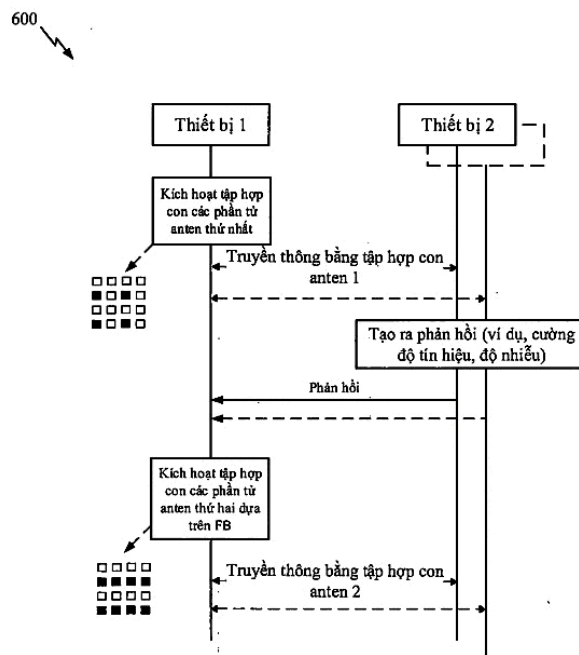 600
Thiết bị 1
Thiết bị 2
Kích hoạt tập hợp
con các phần tử
anten thứ nhất
Truyền thông bằng tập hợp con
anten 1
Tạo ra phản hồi (ví dụ, cường
độ tín hiệu, độ nhiễu)
Phản hồi
Kích hoạt tập hợp
con các phần tử
anten thứ hai dựa
trên FB
Truyền thông bằng tập hợp con
anten 2